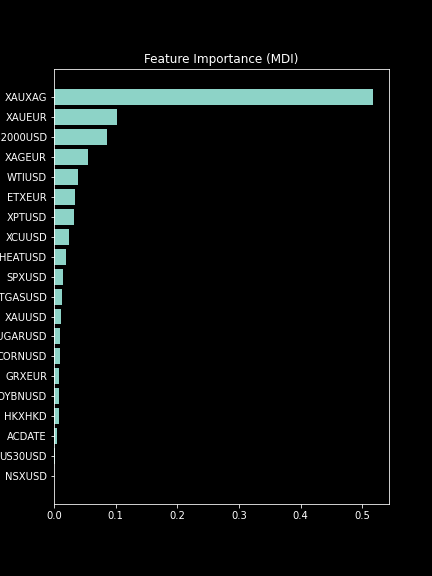 Feature Importance (MDI)
XAUXAG
XAUEUR
2000USD
XAGEUR
WTIUSD
ETXEUR
XPTUSD
XCUUSD
HEATUSD
SPXUSD
TGASUSD
XAUUSD
UGARUSD
CORNUSD
GRXEUR
OYBNUSD
HKXHKD
ACDATE
US30USD
NSXUSD
0.0 0.1 0.2 0.3 0.4 0.5